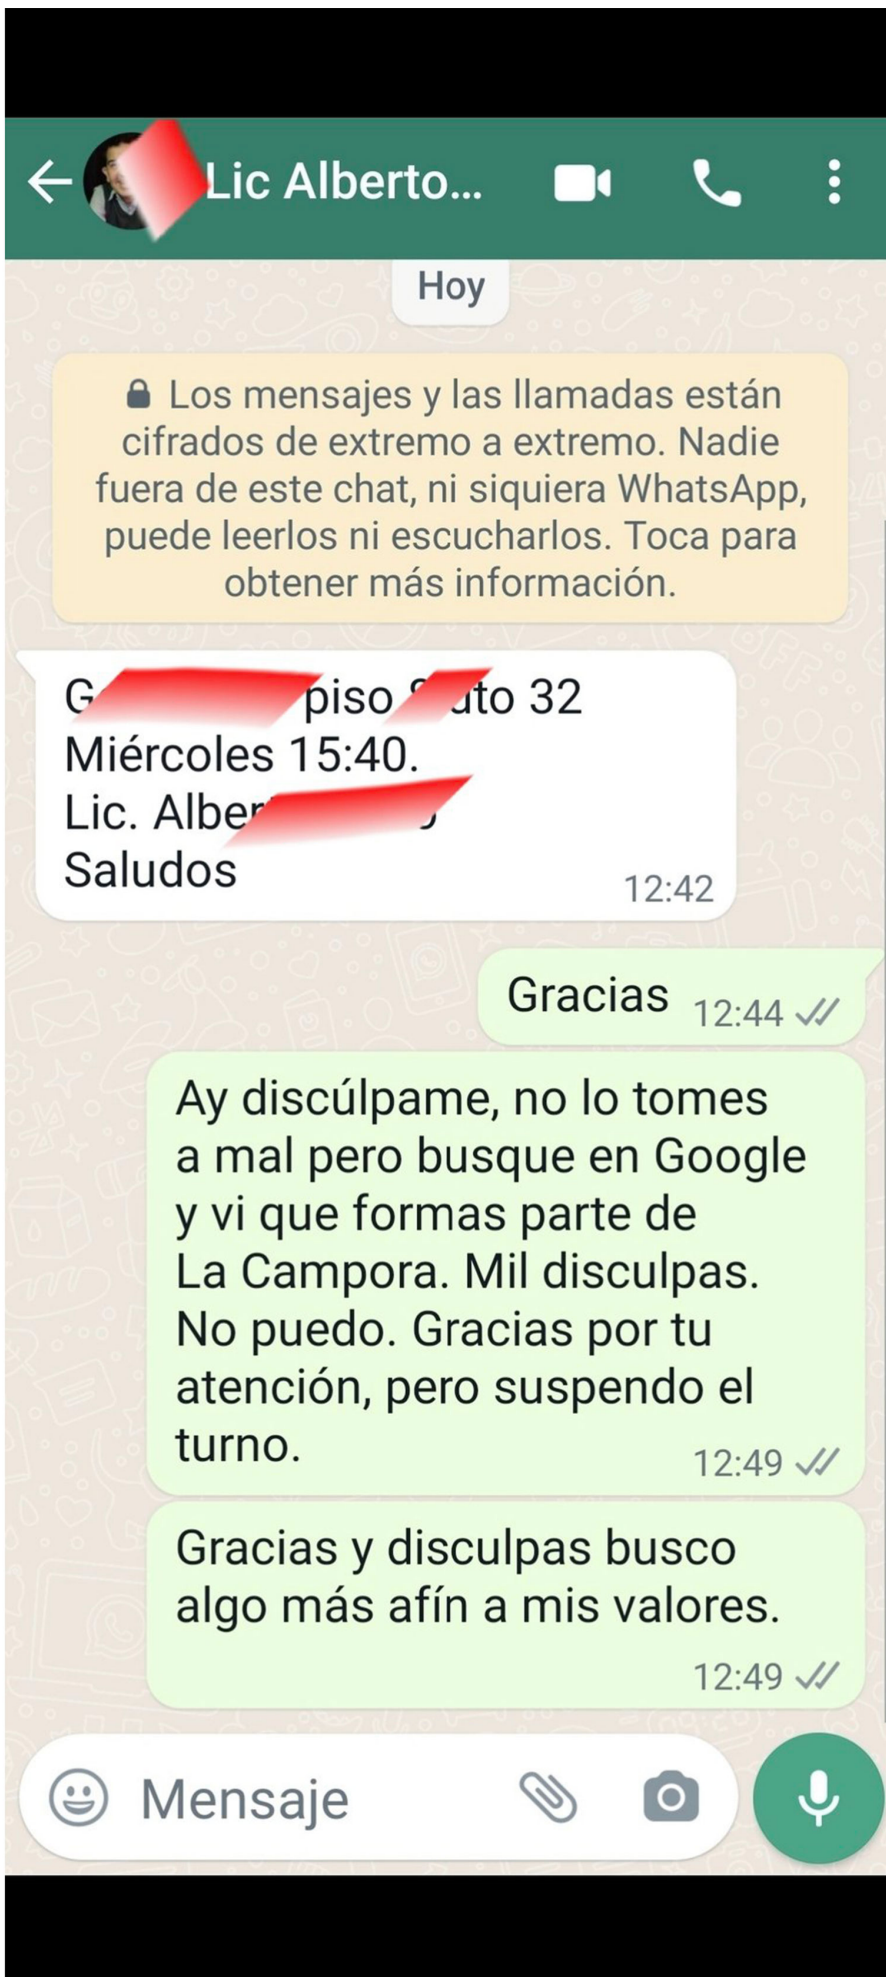 Lic Alberto...
Hoy
Los mensajes y las llamadas están
cifrados de extremo a extremo. Nadie
fuera de este chat, ni siquiera WhatsApp,
puede leerlos ni escucharlos. Toca para
obtener más información.
G piso 32
Miércoles 15:40.
Lic. Alber
Saludos
12:42
Gracias 12:44
Ay discúlpame, no lo tomes
a mal pero busque en Google
y vi que formas parte de
La Campora. Mil disculpas.
No puedo. Gracias por tu
atención, pero suspendo el
turno.
12:49
Gracias y disculpas busco
algo más afín a mis valores.
12:49
Mensaje